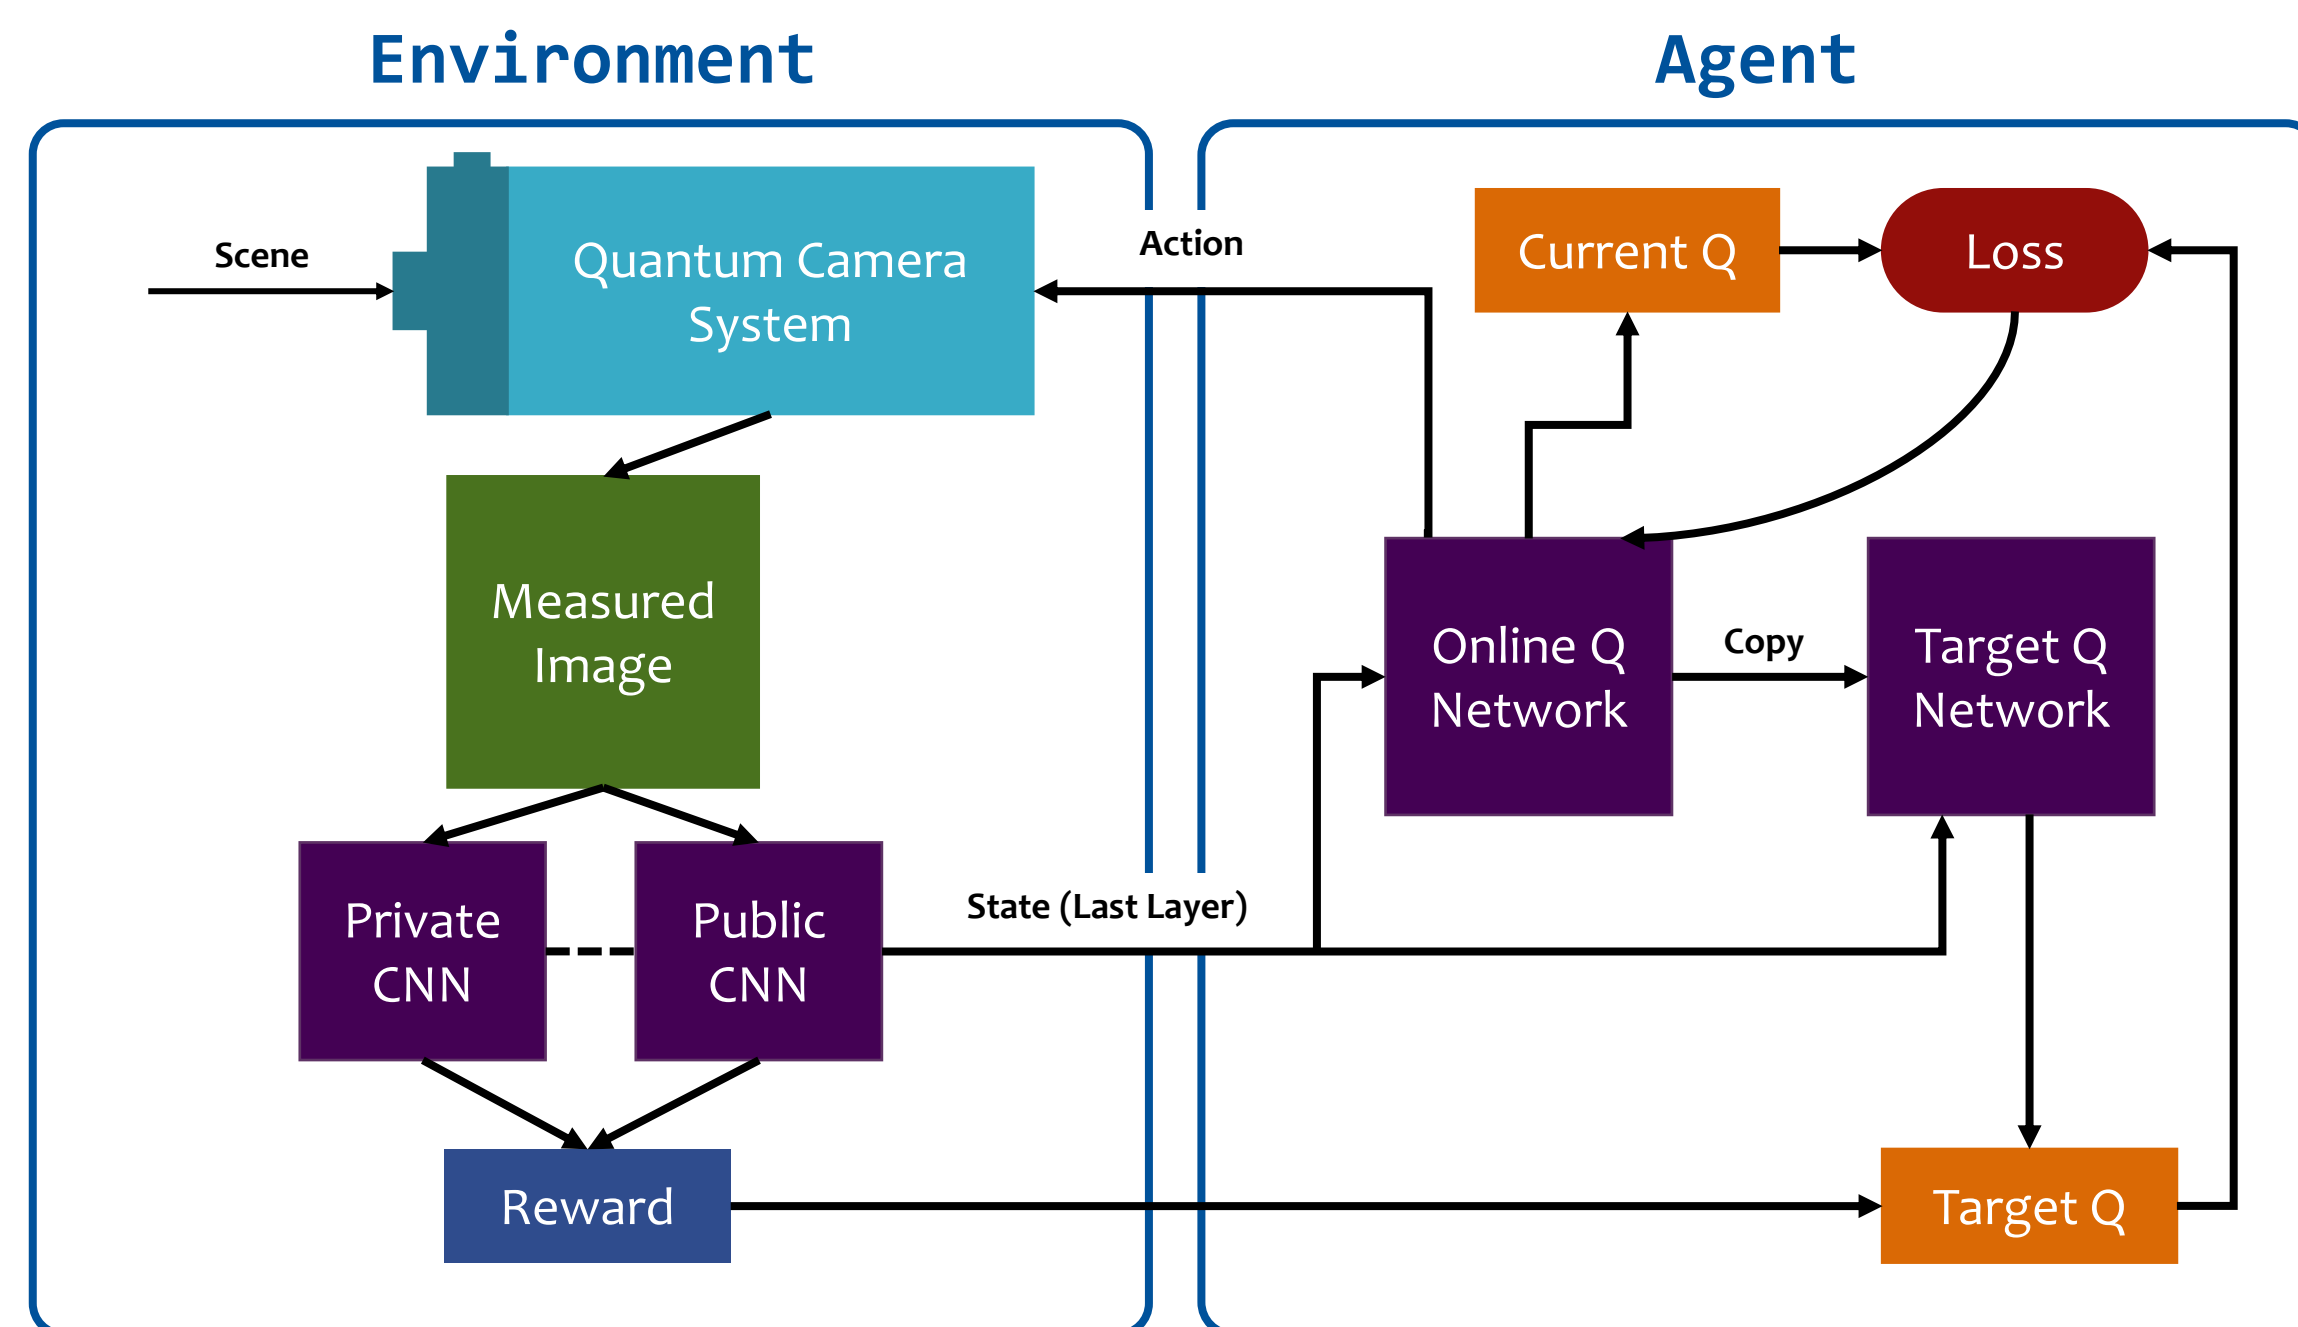 Environment
Agent
Scene
Quantum Camera
System
Action
Current Q
Loss
Measured
Image
Online Q
Network
Copy
Target Q
Network
Private
CNN
Public
CNN
State (Last Layer)
Reward
Target Q